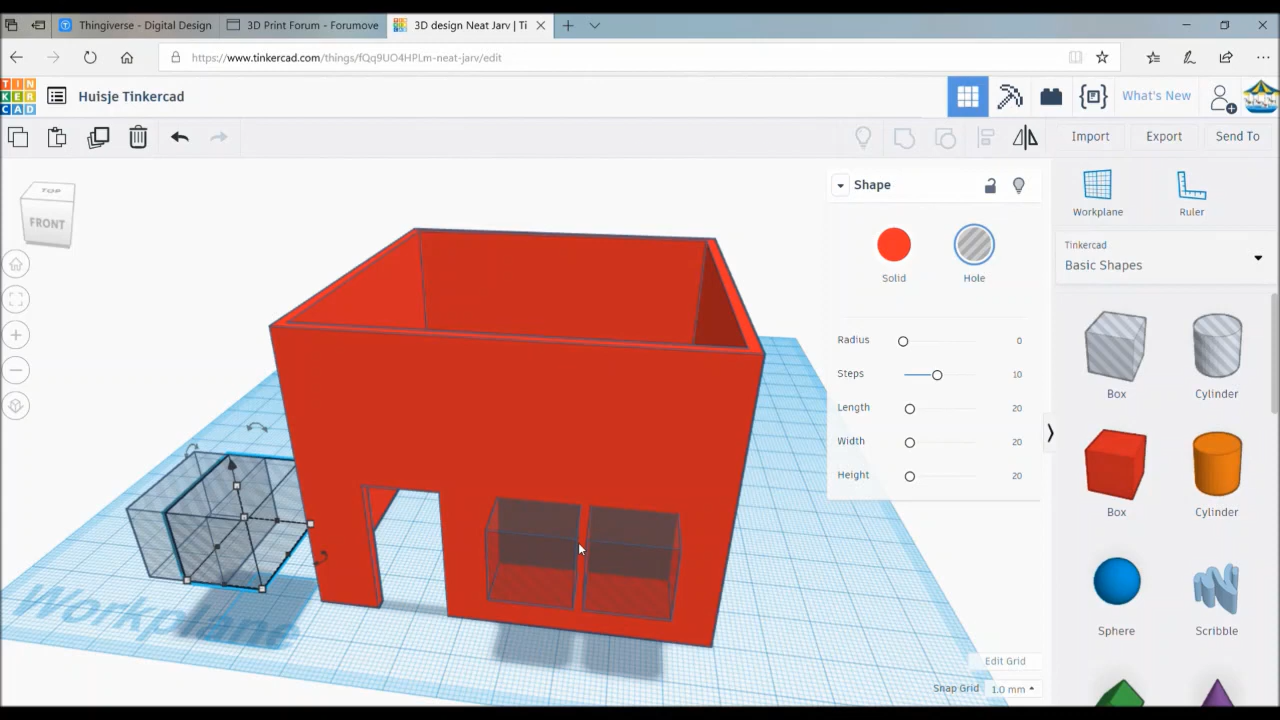 Thingiverse - Digital Design
3D Print Forum - Forumove
3D design Neat Jarv | Ti
https://www.tinkercad.com/things/fQq9UO4HPLm-neat-jarv/edit
TIN
KER
CAD
Huisje Tinkercad
What's New
Import
Export
Send To
TOP
FRONT
Shape
Solid
Hole
Radius 0
Steps 10
Length 20
Width 20
Height 20
Workplane
Ruler
Tinkercad
Basic Shapes
Box
Cylinder
Box
Cylinder
Sphere
Scribble
Workplane
Edit Grid
Snap Grid 1.0 mm